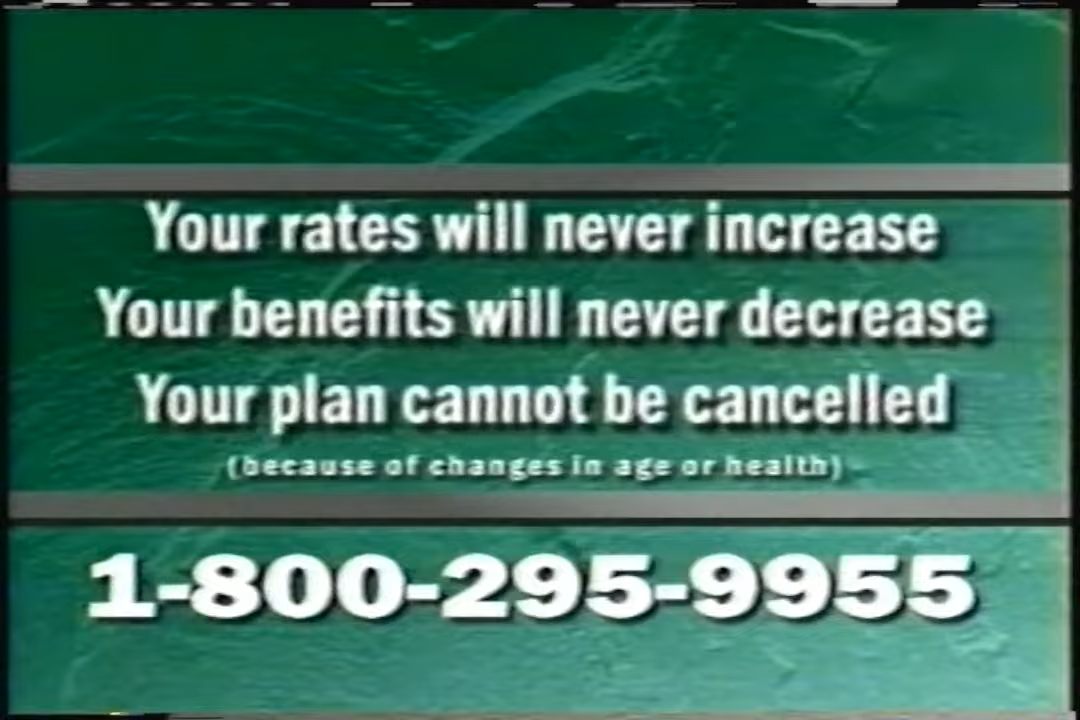 Your rates will never increase
Your benefits will never decrease
Your plan cannot be cancelled
(because of changes in age or health)
1-800-295-9955